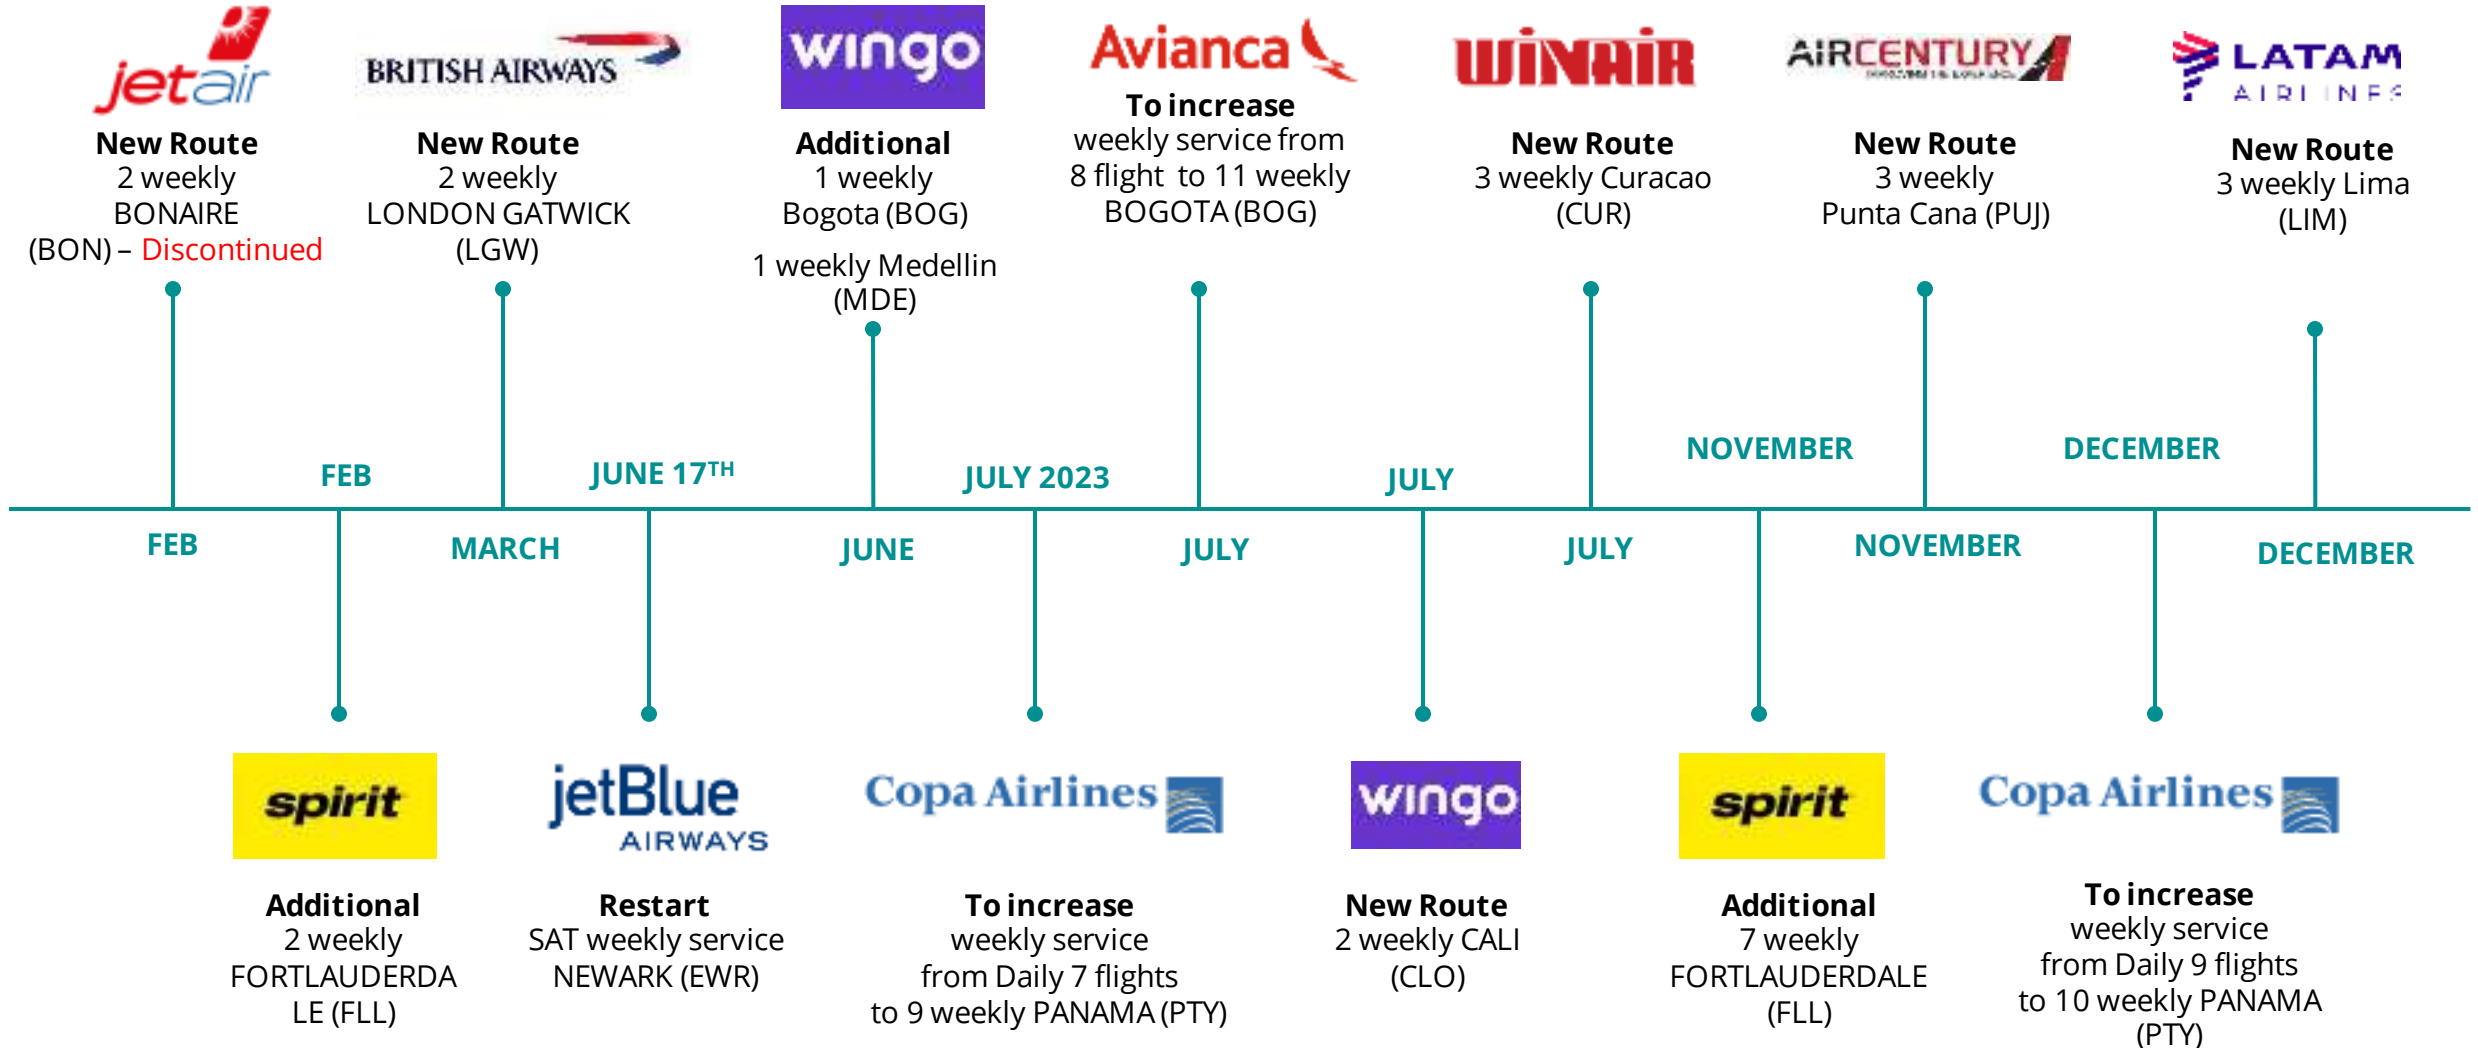 jetair
New Route
2 weekly
BONAIRE
(BON) – Discontinued
BRITISH AIRWAYS
New Route
2 weekly
LONDON GATWICK
(LGW)
wingo
Additional
1 weekly
Bogota (BOG)
1 weekly Medellin
(MDE)
Avianca
To increase
weekly service from
8 flight to 11 weekly
BOGOTA (BOG)
WINAIR
New Route
3 weekly Curacao
(CUR)
AIRCENTURY
New Route
3 weekly
Punta Cana (PUJ)
LATAM
AIRLINES
New Route
3 weekly Lima
(LIM)
FEB
JUNE 17TH
JULY 2023
JULY
NOVEMBER
DECEMBER
FEB
MARCH
JUNE
JULY
JULY
NOVEMBER
DECEMBER
spirit
Additional
2 weekly
FORTLAUDERDA
LE (FLL)
jetBlue
AIRWAYS
Restart
SAT weekly service
NEWARK (EWR)
Copa Airlines
To increase
weekly service
from Daily 7 flights
to 9 weekly PANAMA (PTY)
wingo
New Route
2 weekly CALI
(CLO)
spirit
Additional
7 weekly
FORTLAUDERDALE
(FLL)
Copa Airlines
To increase
weekly service
from Daily 9 flights
to 10 weekly PANAMA
(PTY)